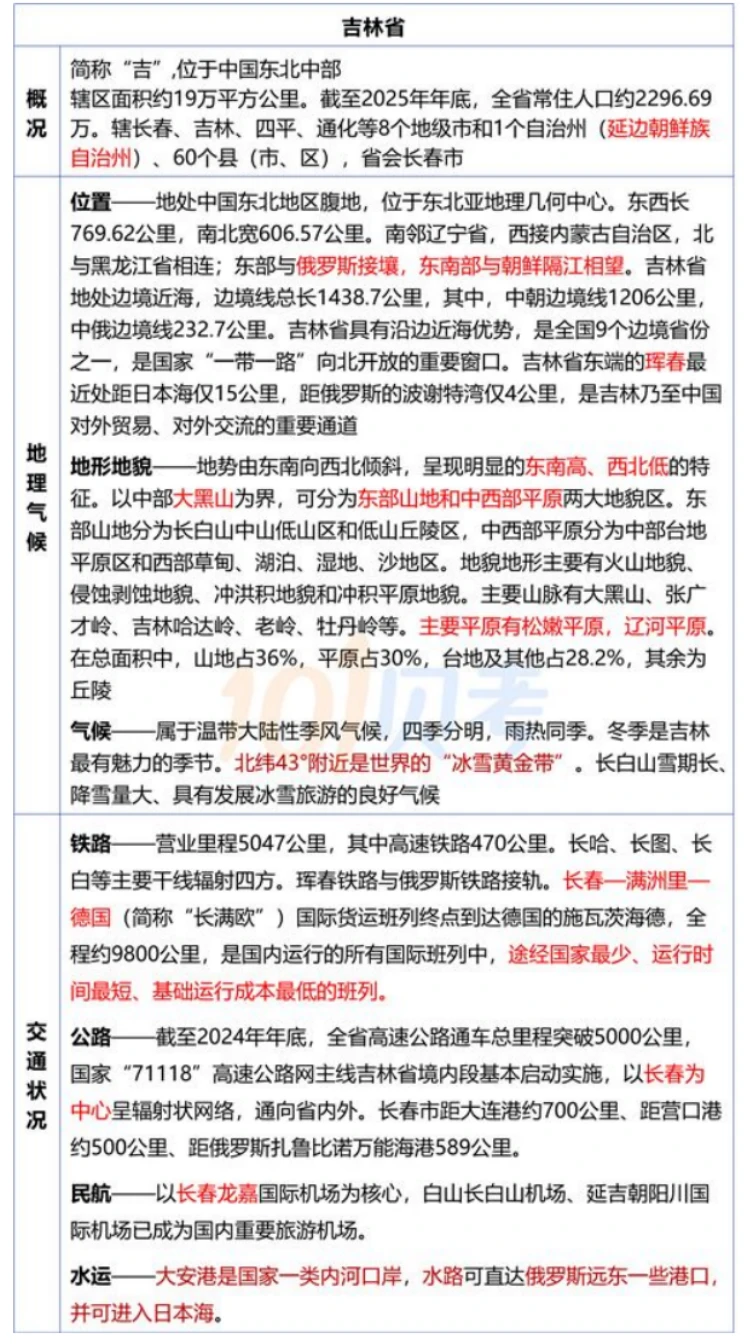 吉林省
概况
简称“吉”,位于中国东北中部
辖区面积约19万平方公里。截至2025年年底，全省常住人口约2296.69
万。辖长春、吉林、四平、通化等8个地级市和1个自治州（延边朝鲜族
自治州）、60个县（市、区），省会长春市
地理气候
位置——地处中国东北地区腹地，位于东北亚地理几何中心。东西长
769.62公里，南北宽606.57公里。南邻辽宁省，西接内蒙古自治区，北
与黑龙江省相连；东部与俄罗斯接壤，东南部与朝鲜隔江相望。吉林省
地处边境近海，边境线总长1438.7公里，其中，中朝边境线1206公里，
中俄边境线232.7公里。吉林省具有沿边近海优势，是全国9个边境省份
之一，是国家“一带一路”向北开放的重要窗口。吉林省东端的珲春最
近处距日本海仅15公里，距俄罗斯的波谢特湾仅4公里，是吉林乃至中国
对外贸易、对外交流的重要通道
地形地貌——地势由东南向西北倾斜，呈现明显的东南高、西北低的特
征。以中部大黑山为界，可分为东部山地和中西部平原两大地貌区。东
部山地分为长白山中山低山区和低山丘陵区，中西部平原分为中部台地
平原区和西部草甸、湖泊、湿地、沙地区。地貌地形主要有火山地貌、
侵蚀剥蚀地貌、冲洪积地貌和冲积平原地貌。主要山脉有大黑山、张广
才岭、吉林哈达岭、老岭、牡丹岭等。主要平原有松嫩平原，辽河平原。
在总面积中，山地占36%，平原占30%，台地及其他占28.2%，其余为
丘陵
气候——属于温带大陆性季风气候，四季分明，雨热同季。冬季是吉林
最有魅力的季节。北纬43°附近是世界的“冰雪黄金带”。长白山雪期长、
降雪量大、具有发展冰雪旅游的良好气候
交通状况
铁路——营业里程5047公里，其中高速铁路470公里。长哈、长图、长
白等主要干线辐射四方。珲春铁路与俄罗斯铁路接轨。长春—满洲里—
德国（简称“长满欧”）国际货运班列终点到达德国的施瓦茨海德，全
程约9800公里，是国内运行的所有国际班列中，途经国家最少、运行时
间最短、基础运行成本最低的班列。
公路——截至2024年年底，全省高速公路通车总里程突破5000公里，
国家“71118”高速公路网主线吉林省境内段基本启动实施，以长春为
中心呈辐射状网络，通向省内外。长春市距大连港约700公里、距营口港
约500公里、距俄罗斯扎鲁比诺万能海港589公里。
民航——以长春龙嘉国际机场为核心，白山长白山机场、延吉朝阳川国
际机场已成为国内重要旅游机场。
水运——大安港是国家一类内河口岸，水路可直达俄罗斯远东一些港口，
并可进入日本海。
101贝考